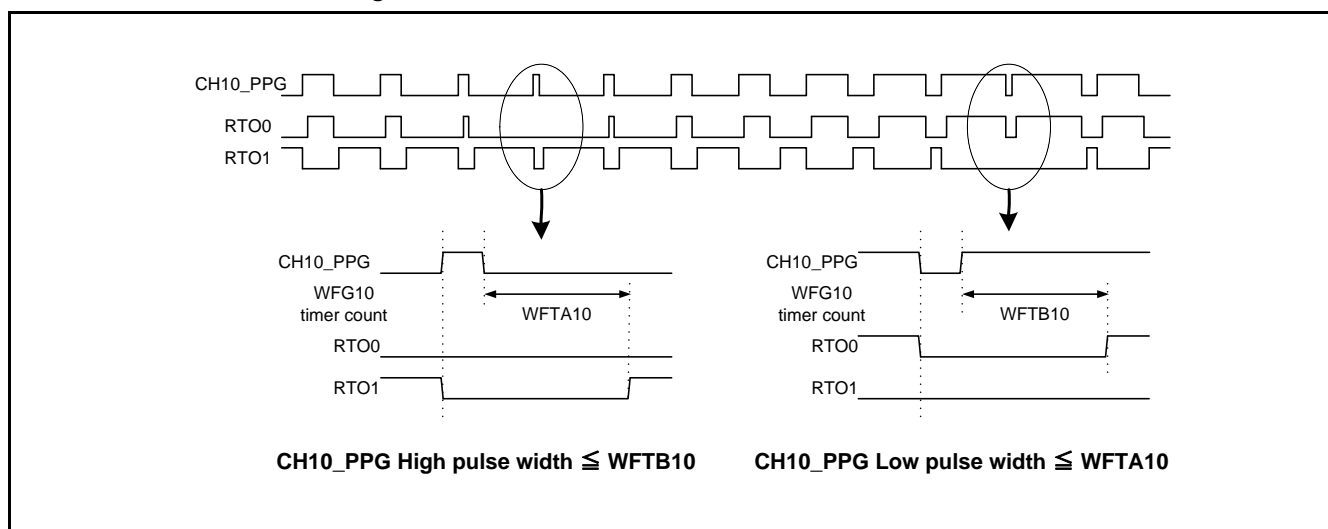 CH10_PPG
RTO0
RTO1
CH10_PPG
WFG10
timer count
WFTA10
RTO0
RTO1
CH10_PPG High pulse width ≦ WFTB10
CH10_PPG
WFG10
timer count
WFTB10
RTO0
RTO1
CH10_PPG Low pulse width ≦ WFTA10